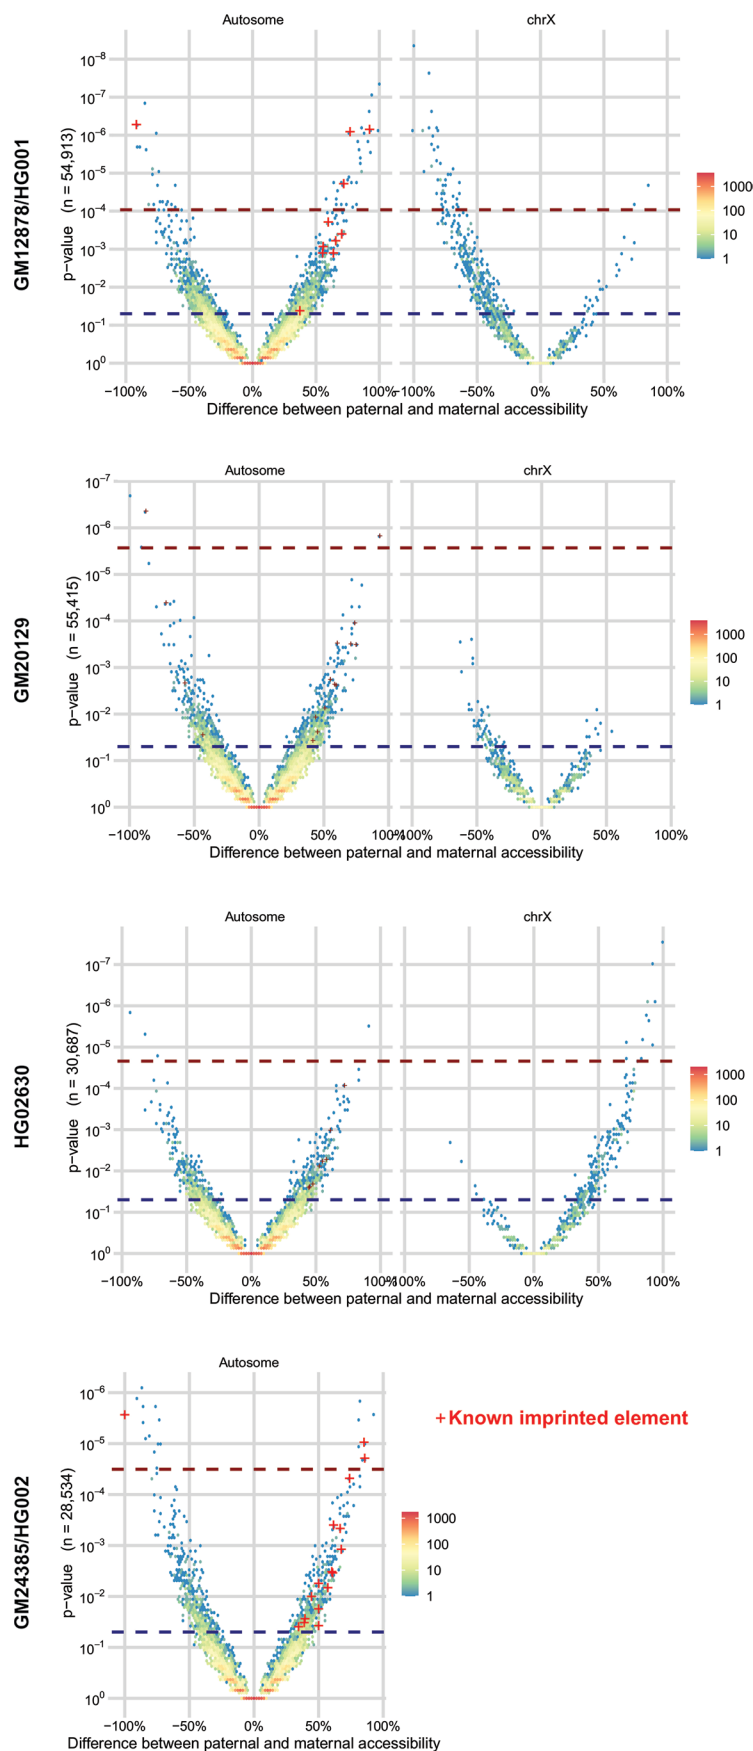 Autosome chrX
GM12878/HG001
p−value (n = 54,913)
10⁻⁸
10⁻⁷
10⁻⁶
10⁻⁵
10⁻⁴
10⁻³
10⁻²
10⁻¹
10⁰
−100% −50% 0% 50% 100% −100% −50% 0% 50% 100%
Difference between paternal and maternal accessibility
1000
100
10
1
Autosome chrX
GM20129
p−value (n = 55,415)
10⁻⁷
10⁻⁶
10⁻⁵
10⁻⁴
10⁻³
10⁻²
10⁻¹
10⁰
−100% −50% 0% 50% 100% −100% −50% 0% 50% 100%
Difference between paternal and maternal accessibility
1000
100
10
1
Autosome chrX
HG02630
p−value (n = 30,687)
10⁻⁷
10⁻⁶
10⁻⁵
10⁻⁴
10⁻³
10⁻²
10⁻¹
10⁰
−100% −50% 0% 50% 100% −100% −50% 0% 50% 100%
Difference between paternal and maternal accessibility
1000
100
10
1
Autosome
GM24385/HG002
p−value (n = 28,534)
10⁻⁶
10⁻⁵
10⁻⁴
10⁻³
10⁻²
10⁻¹
10⁰
−100% −50% 0% 50% 100%
Difference between paternal and maternal accessibility
+Known imprinted element
1000
100
10
1